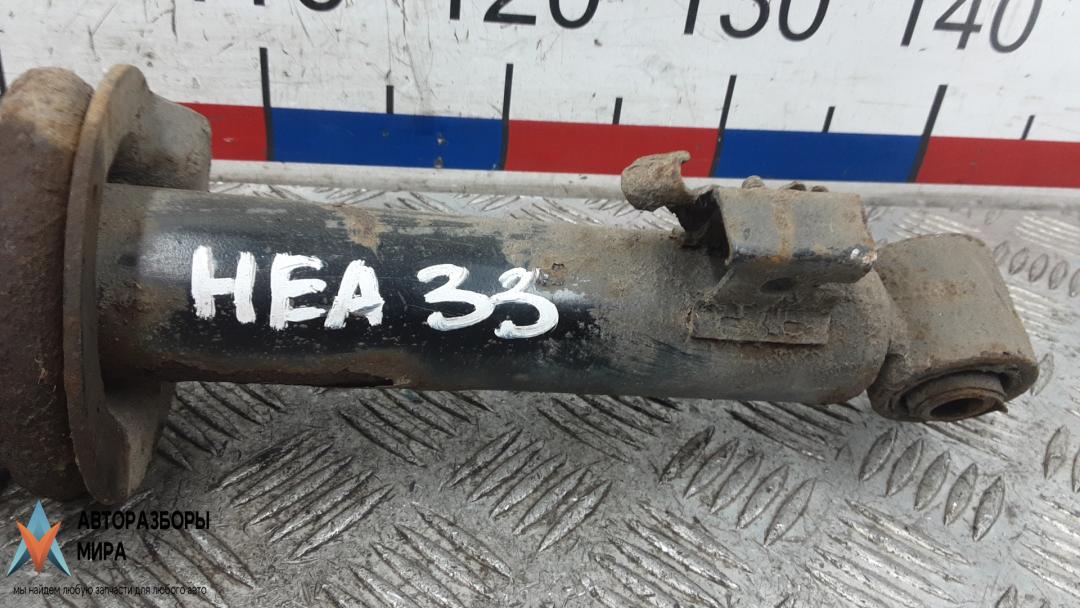 120 130 140
HEA 33
АВТОРАЗБОРЫ
МИРА
мы найдем любую запчасти для любого авто